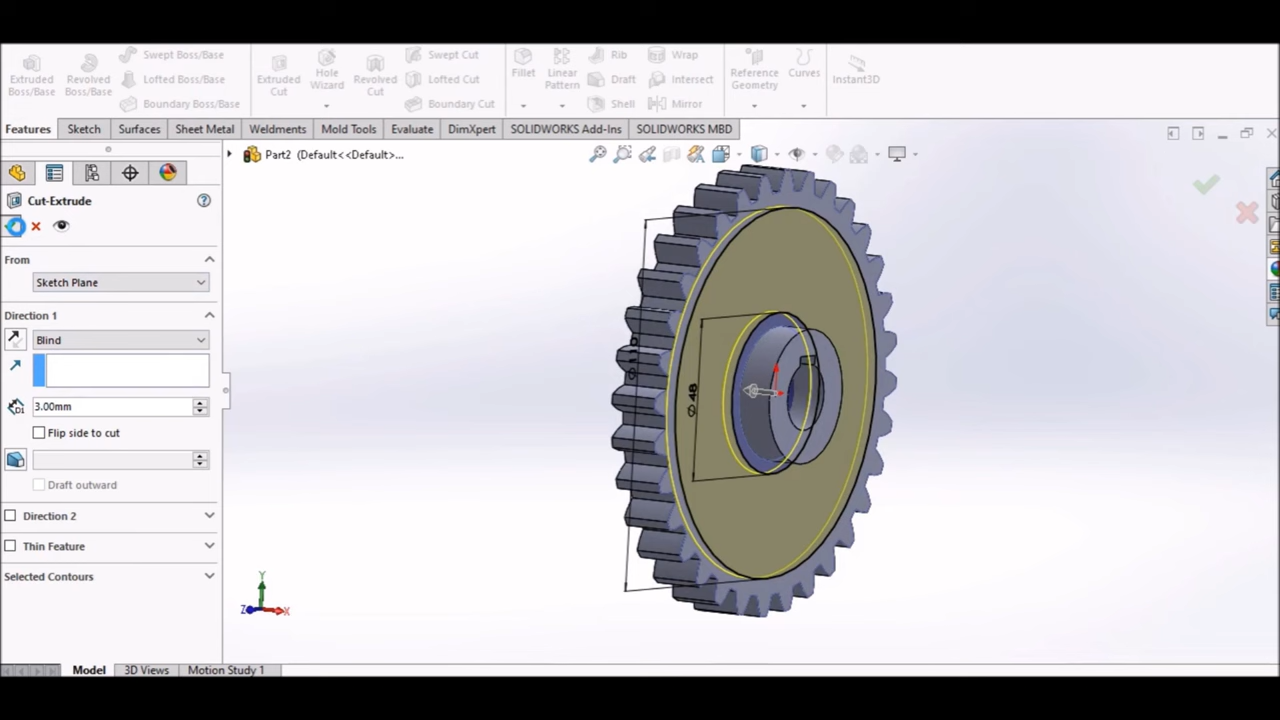 Extruded Boss/Base
Revolved Boss/Base
Swept Boss/Base
Lofted Boss/Base
Boundary Boss/Base
Extruded Cut
Hole Wizard
Revolved Cut
Swept Cut
Lofted Cut
Boundary Cut
Fillet
Linear Pattern
Rib
Draft
Shell
Wrap
Intersect
Mirror
Reference Geometry
Curves
Instant3D
Features Sketch Surfaces Sheet Metal Weldments Mold Tools Evaluate DimXpert SOLIDWORKS Add-Ins SOLIDWORKS MBD
Part2 (Default<<Default>...
Cut-Extrude
From
Sketch Plane
Direction 1
Blind
3.00mm
Flip side to cut
Draft outward
Direction 2
Thin Feature
Selected Contours
Ø 48
Y
Z
X
Model 3D Views Motion Study 1